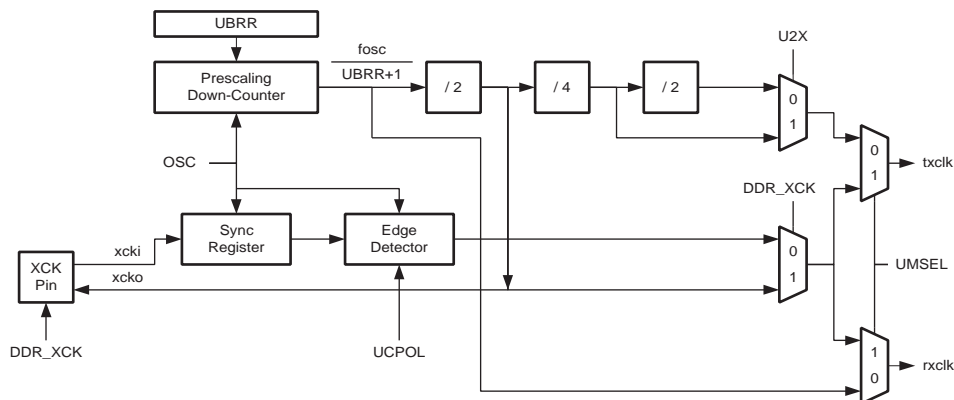 UBRR
fosc
U2X
Prescaling
Down-Counter
UBRR+1
/ 2
/ 4
/ 2
0
1
OSC
0
1
txclk
DDR_XCK
xcki
Sync
Register
Edge
Detector
0
1
UMSEL
XCK
Pin
xcko
DDR_XCK
UCPOL
1
0
rxclk